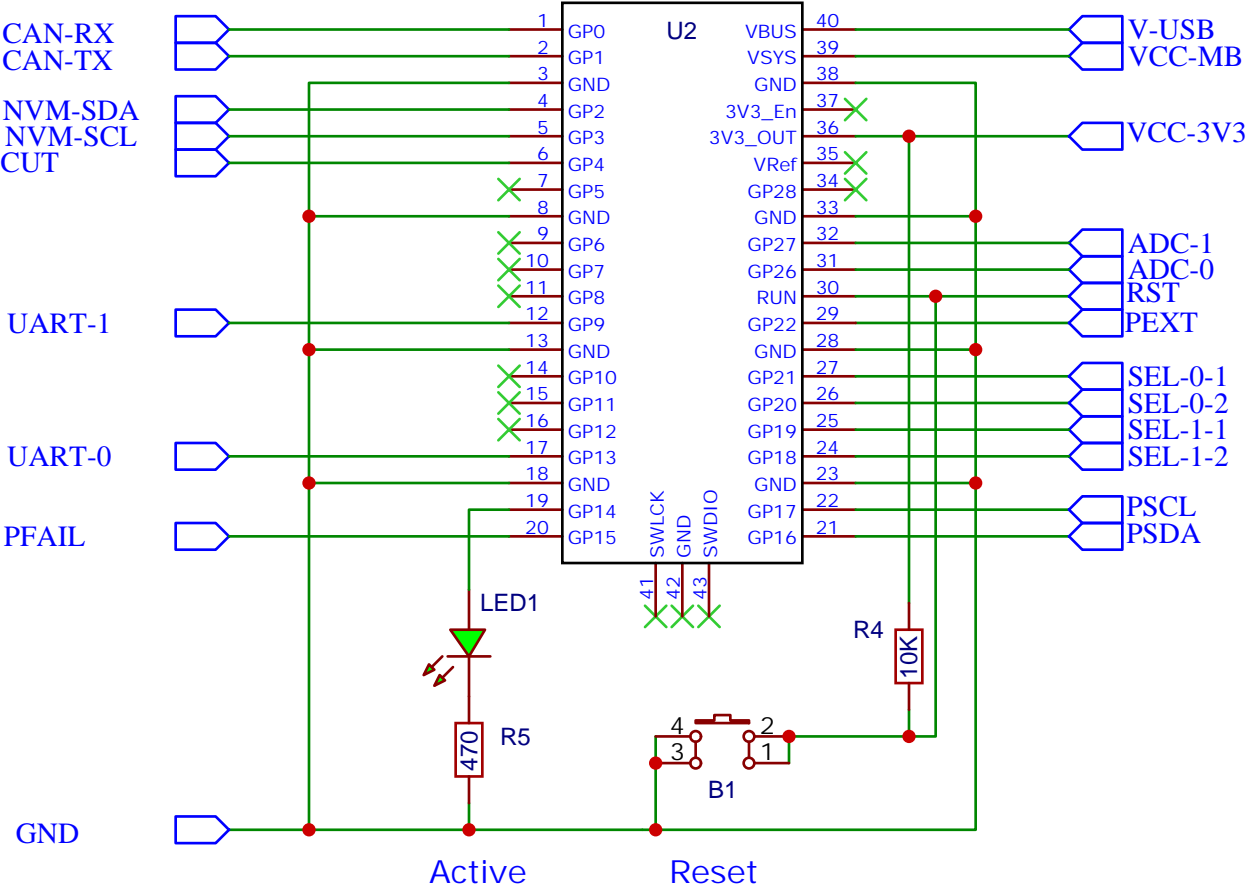 CAN-RX 1 GP0 U2 VBUS 40 V-USB
CAN-TX 2 GP1 VSYS 39 VCC-MB
3 GND GND 38
NVM-SDA 4 GP2 3V3_En 37
NVM-SCL 5 GP3 3V3_OUT 36 VCC-3V3
CUT 6 GP4 VRef 35
7 GP5 GP28 34
8 GND GND 33
9 GP6 GP27 32 ADC-1
10 GP7 GP26 31 ADC-0
11 GP8 RUN 30 RST
UART-1 12 GP9 GP22 29 PEXT
13 GND GND 28
14 GP10 GP21 27 SEL-0-1
15 GP11 GP20 26 SEL-0-2
16 GP12 GP19 25 SEL-1-1
UART-0 17 GP13 GP18 24 SEL-1-2
18 GND GND 23
19 GP14 GP17 22 PSCL
PFAIL 20 GP15 GP16 21 PSDA
SWLCK GND SWDIO
41 42 43
LED1
R4 10K
470 R5
4 2
3 1
B1
GND
Active Reset